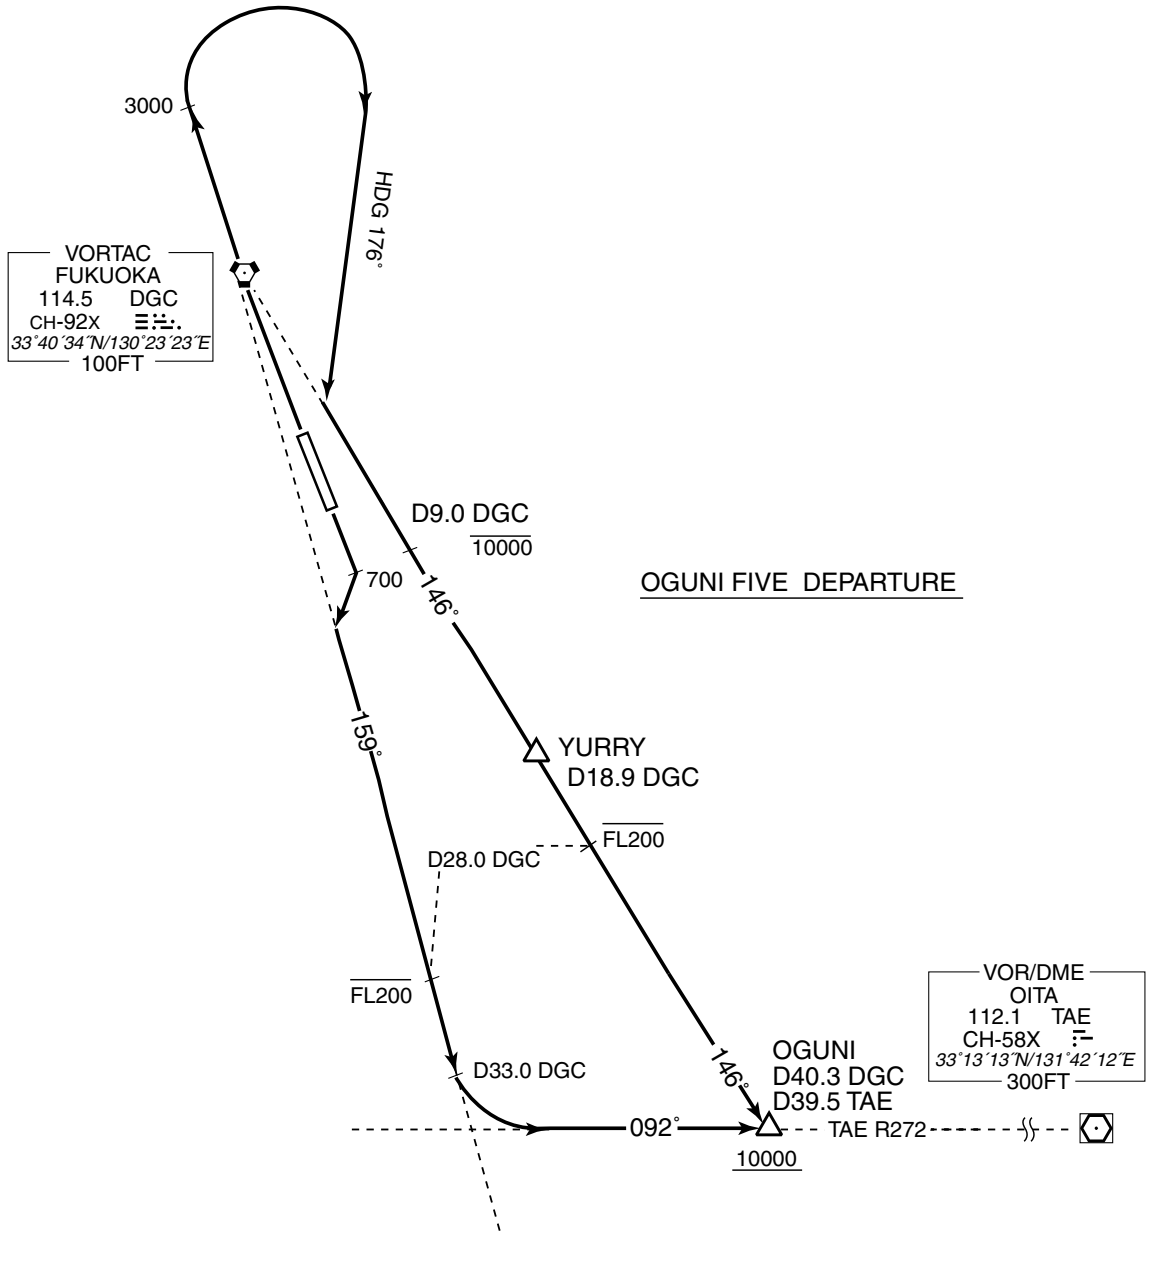 3000
HDG 176°
VORTAC
FUKUOKA
114.5 DGC
CH-92X
33°40´34˝N/130°23´23˝E
100FT
D9.0 DGC
10000
700
146°
OGUNI FIVE DEPARTURE
159°
YURRY
D18.9 DGC
FL200
D28.0 DGC
FL200
VOR/DME
OITA
112.1 TAE
CH-58X
33°13´13˝N/131°42´12˝E
300FT
D33.0 DGC
146°
OGUNI
D40.3 DGC
D39.5 TAE
092°
TAE R272
10000